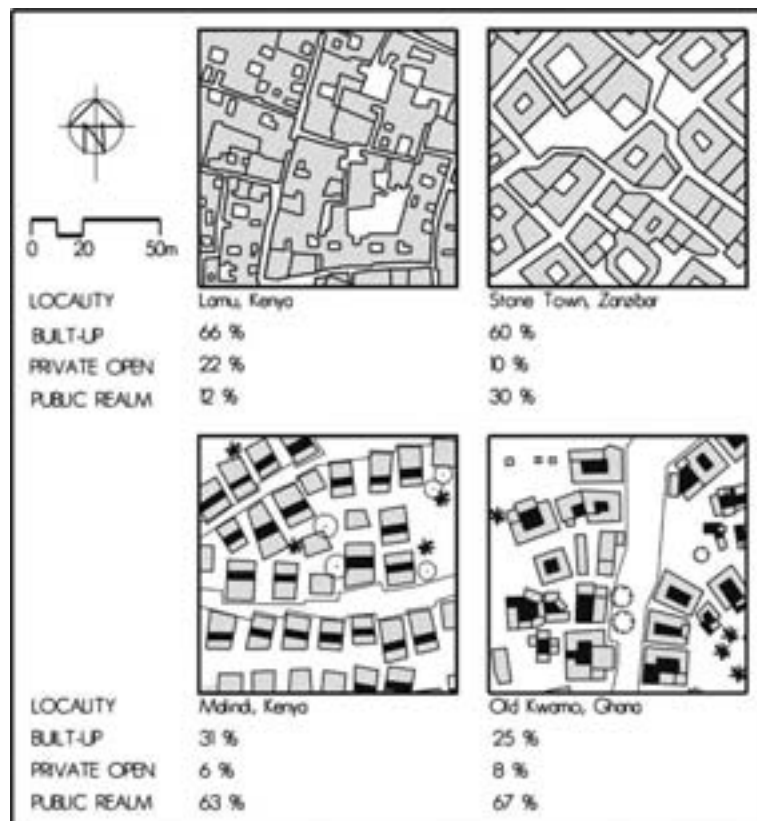 N
0 20 50m
LOCALITY Lamu, Kenya Stone Town, Zanzibar
BUILT-UP 66 % 60 %
PRIVATE OPEN 22 % 10 %
PUBLIC REALM 12 % 30 %
LOCALITY Malindi, Kenya Old Kwamo, Ghana
BUILT-UP 31 % 25 %
PRIVATE OPEN 6 % 8 %
PUBLIC REALM 63 % 67 %